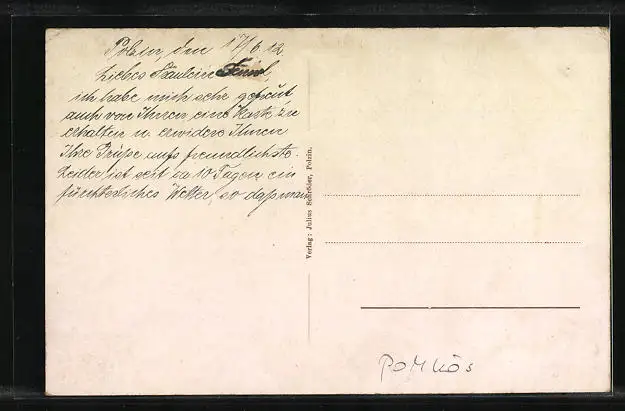 Polzin, den 17/6.12.
Liebes Fräulein
ich habe mich sehr gefreut
auch von Ihnen eine Karte zu
erhalten u. erwidere Ihnen
Ihre Grüße aufs freundlichste.
Leider ist seit ca 10 Tagen ein
fürchterliches Wetter, so dass man
Verlag: Julius Schröder, Polzin.
POMKÖS